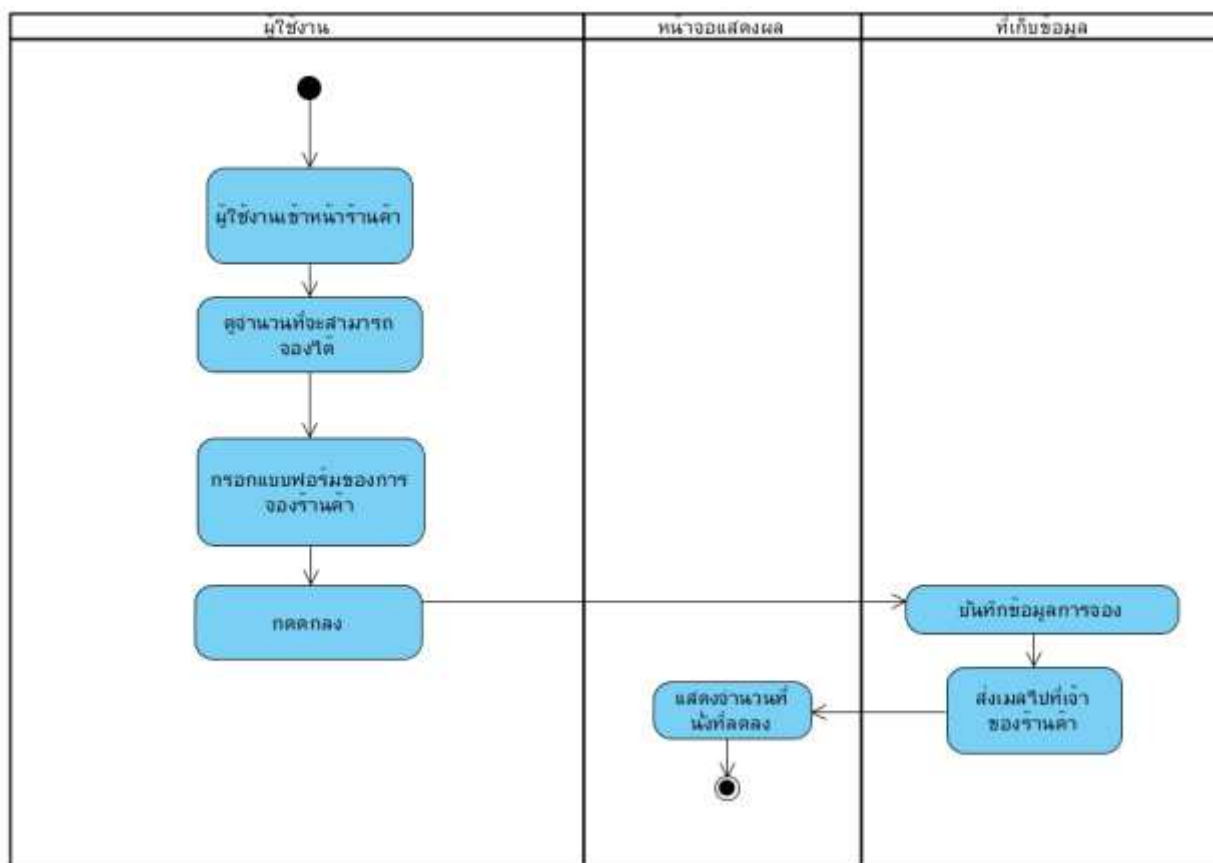 ผู้ใช้งาน
หน้าจอแสดงผล
ที่เก็บข้อมูล
ผู้ใช้งานเข้าหน้าร้านค้า
ดูจำนวนที่จะสามารถ
จองได้
กรอกแบบฟอร์มของการ
จองร้านค้า
กดตกลง
บันทึกข้อมูลการจอง
ส่งเมลไปที่เจ้า
ของร้านค้า
แสดงจำนวนที่
นั่งที่ลดลง